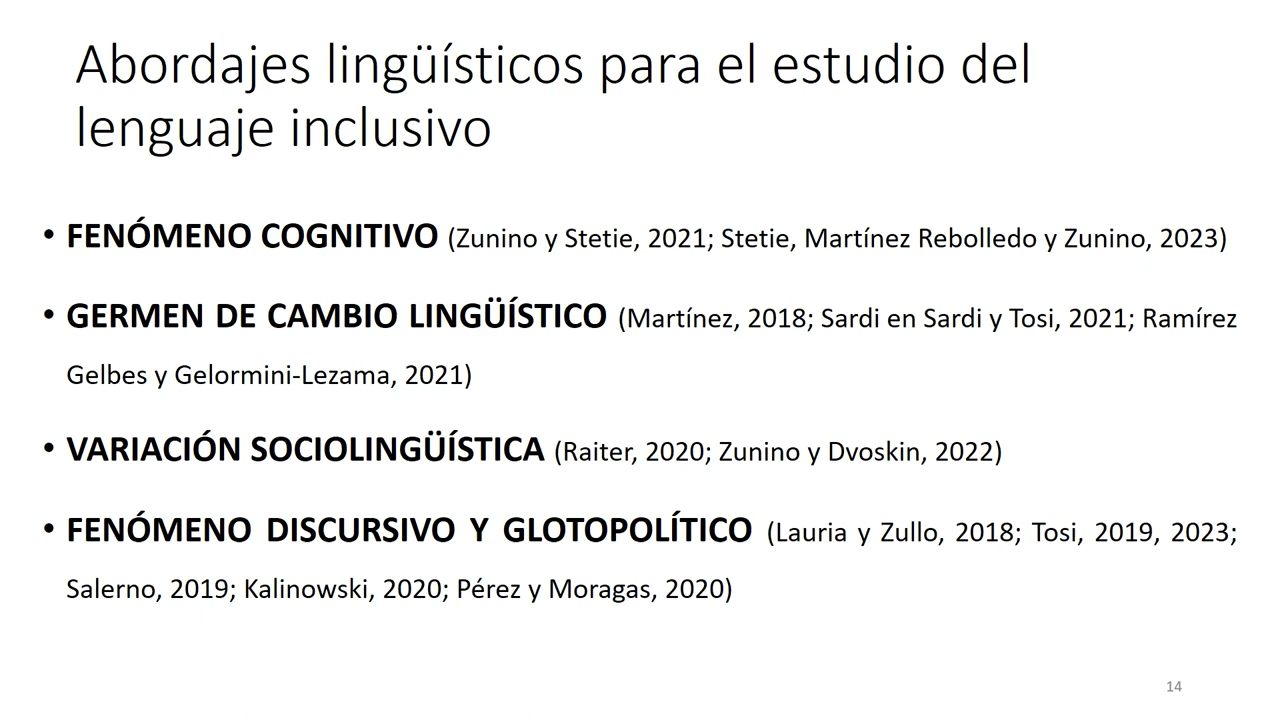 Abordajes lingüísticos para el estudio del
lenguaje inclusivo
• FENÓMENO COGNITIVO (Zunino y Stetie, 2021; Stetie, Martínez Rebolledo y Zunino, 2023)
• GERMEN DE CAMBIO LINGÜÍSTICO (Martínez, 2018; Sardi en Sardi y Tosi, 2021; Ramírez
Gelbes y Gelormini-Lezama, 2021)
• VARIACIÓN SOCIOLINGÜÍSTICA (Raiter, 2020; Zunino y Dvoskin, 2022)
• FENÓMENO DISCURSIVO Y GLOTOPOLÍTICO (Lauria y Zullo, 2018; Tosi, 2019, 2023;
Salerno, 2019; Kalinowski, 2020; Pérez y Moragas, 2020)
14